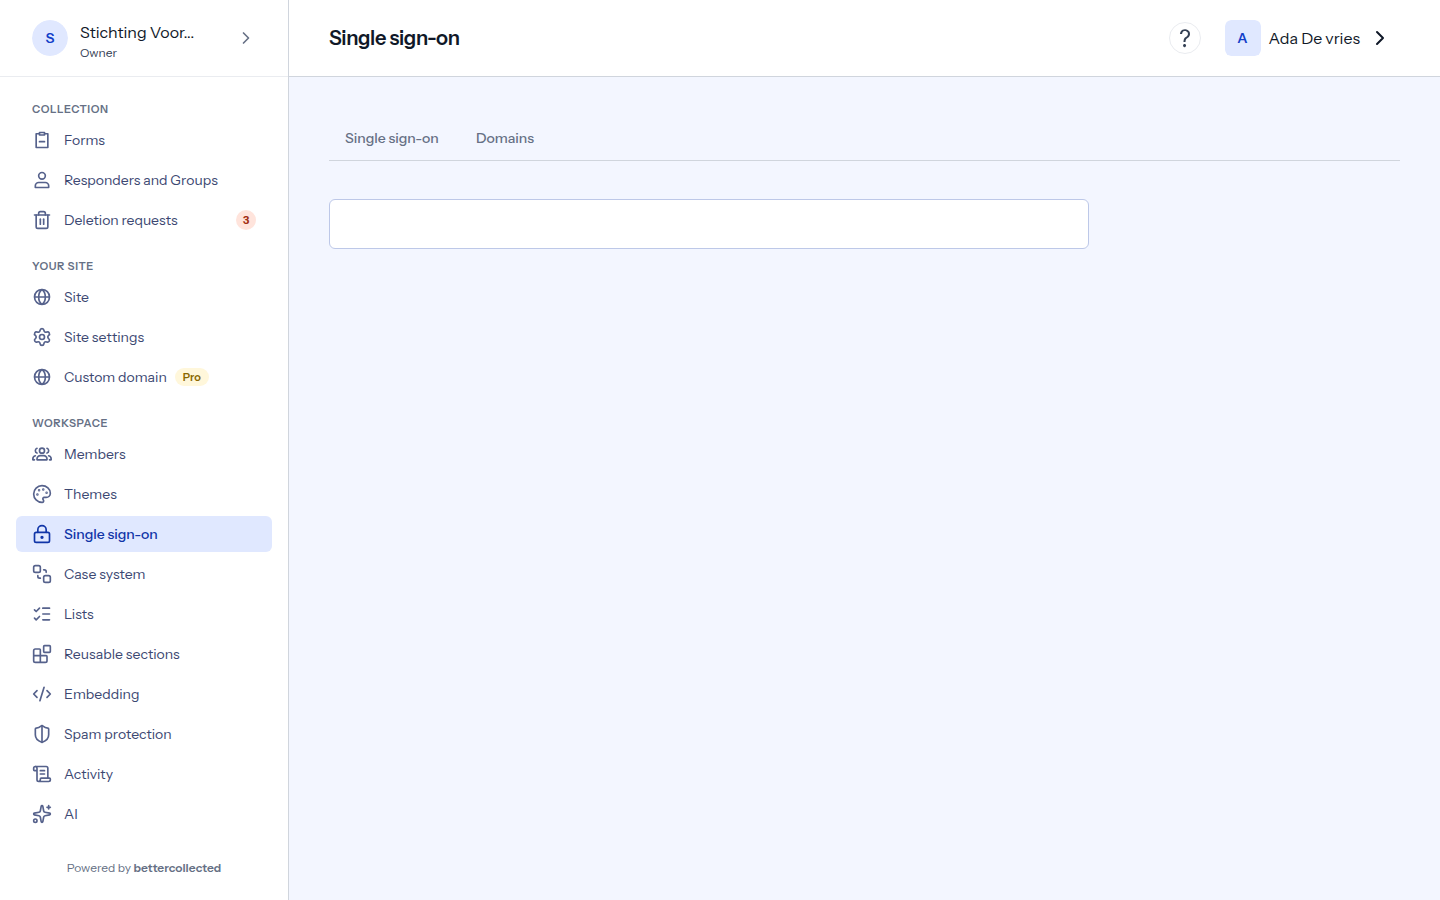 S
Stichting Voor...
Owner
Single sign-on
?
A
Ada De vries
COLLECTION
Forms
Responders and Groups
Deletion requests
3
YOUR SITE
Site
Site settings
Custom domain
Pro
WORKSPACE
Members
Themes
Single sign-on
Case system
Lists
Reusable sections
Embedding
Spam protection
Activity
AI
Powered by bettercollected
Single sign-on
Domains